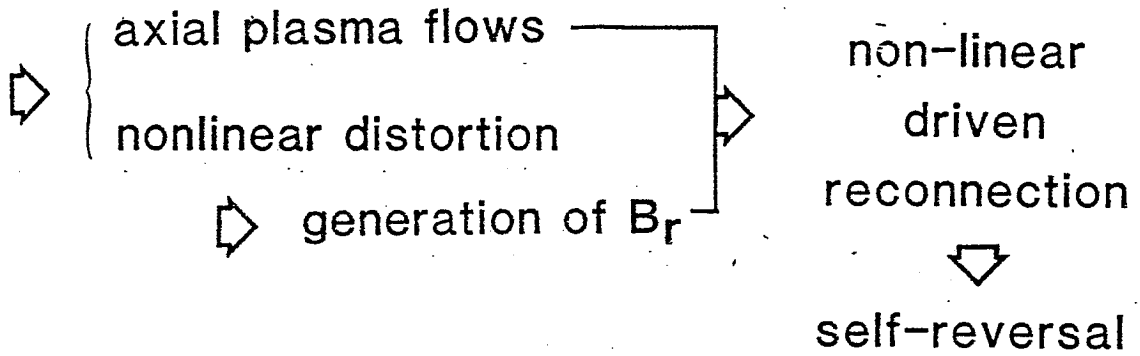 axial plasma flows
nonlinear distortion
generation of Br
non-linear
driven
reconnection
self-reversal